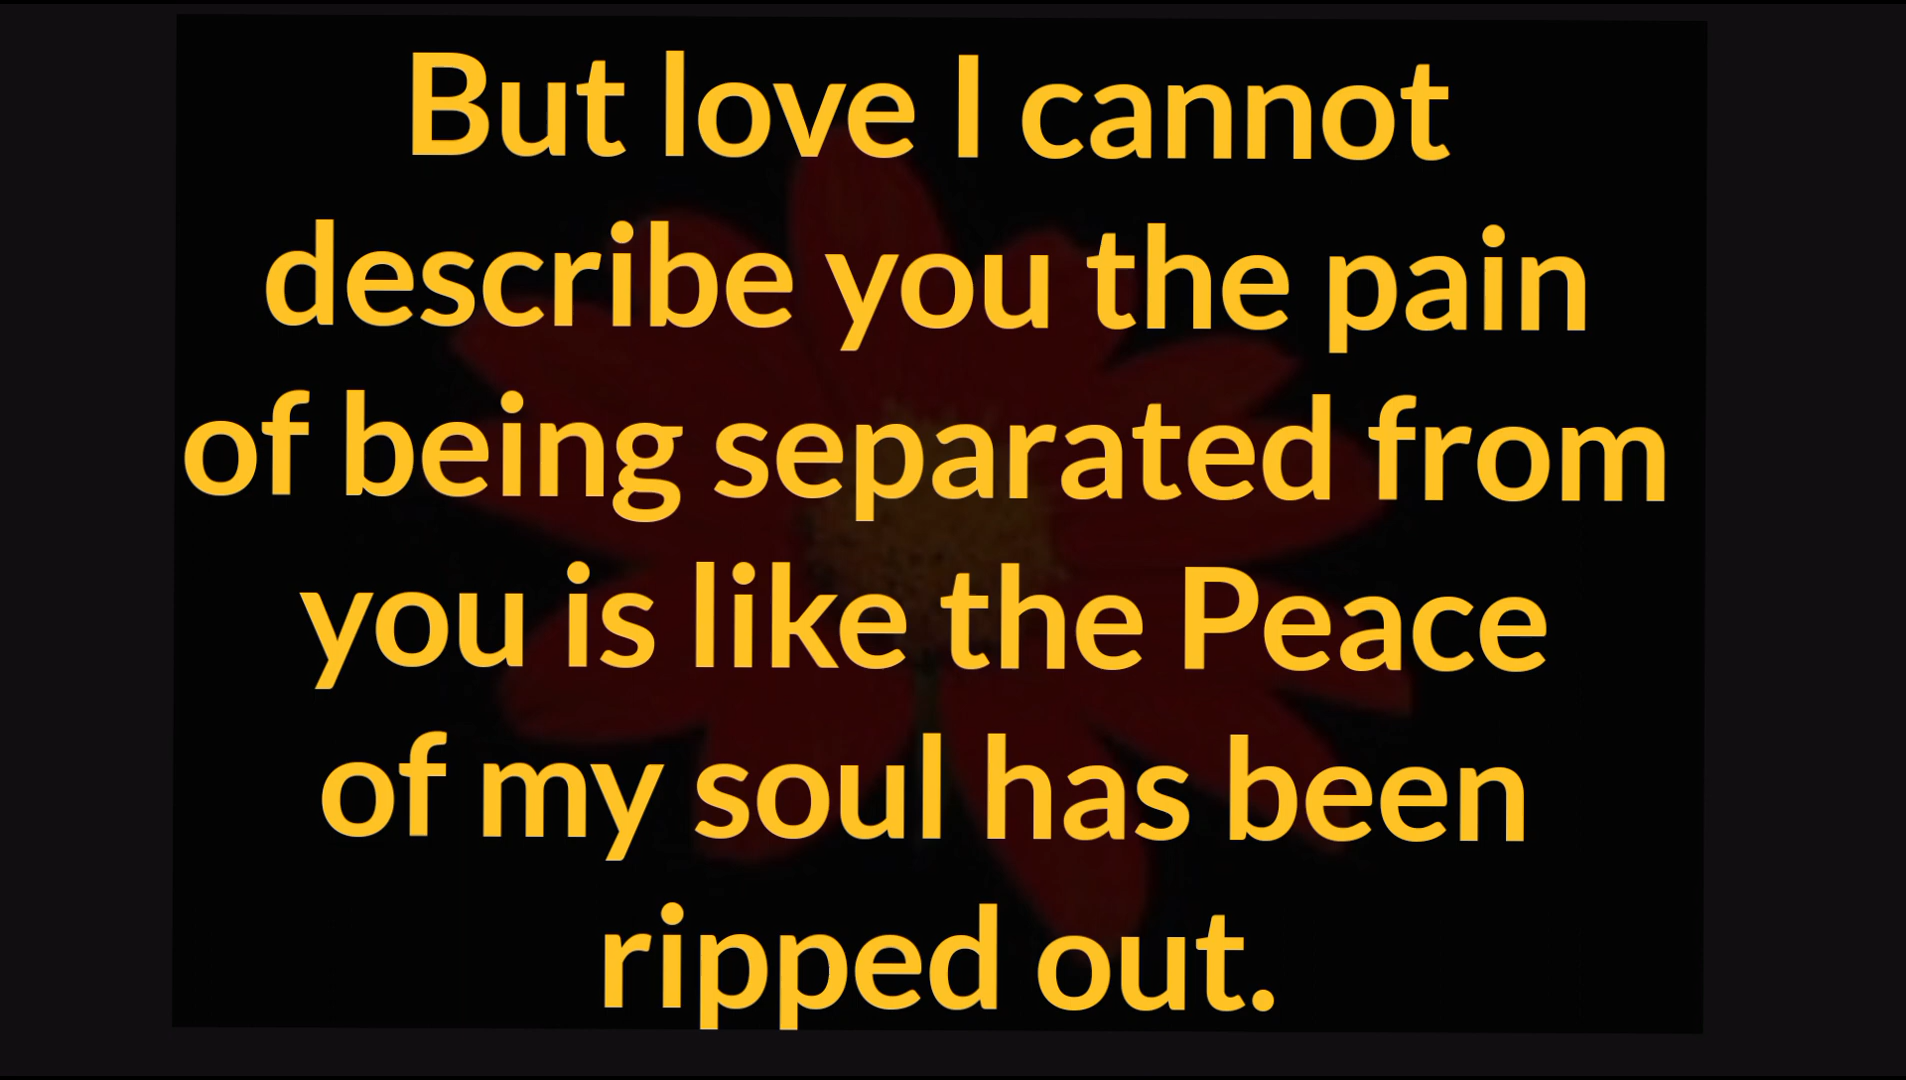 But love I cannot
describe you the pain
of being separated from
you is like the Peace
of my soul has been
ripped out.